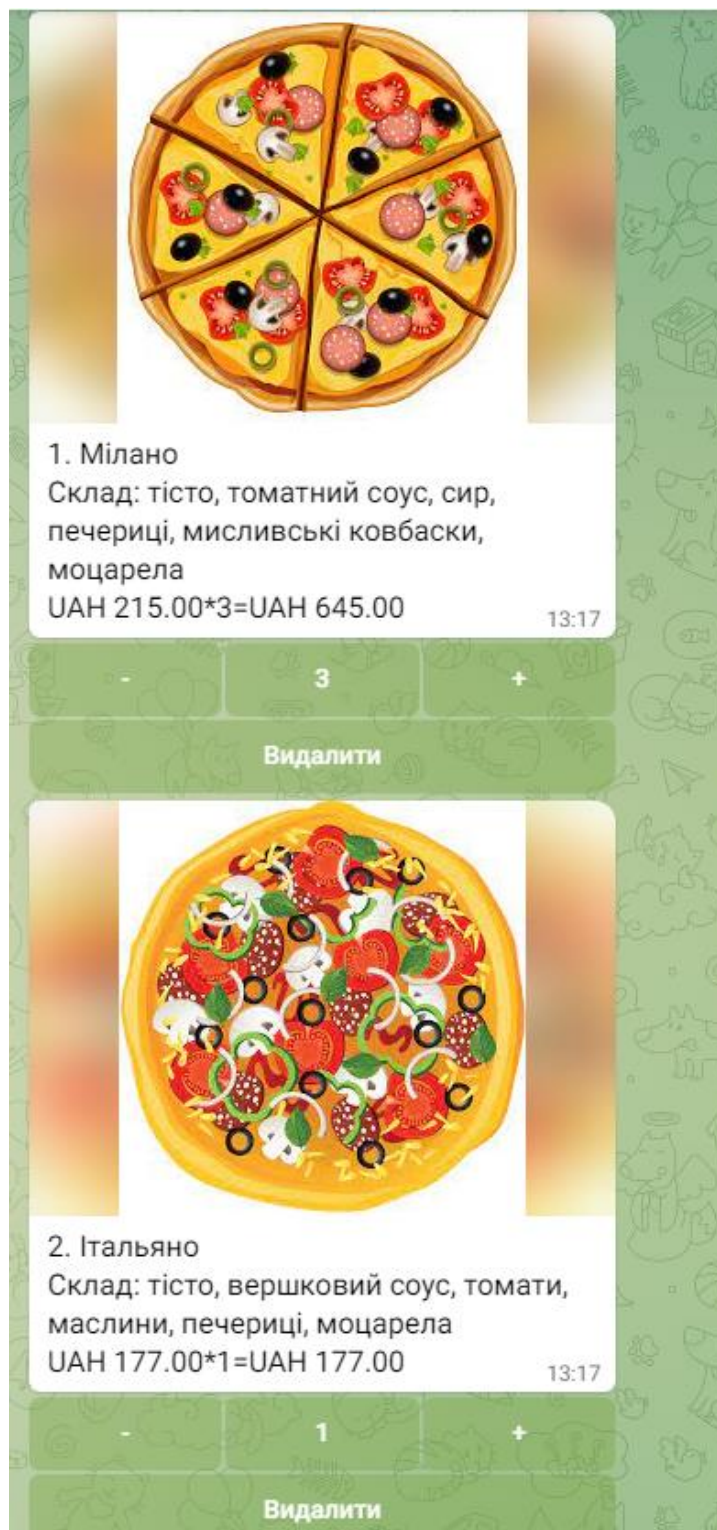 1. Мілано
Склад: тісто, томатний соус, сир,
печериці, мисливські ковбаски,
моцарела
UAH 215.00*3=UAH 645.00
13:17
- 3 +
Видалити
2. Італьяно
Склад: тісто, вершковий соус, томати,
маслини, печериці, моцарела
UAH 177.00*1=UAH 177.00
13:17
- 1 +
Видалити